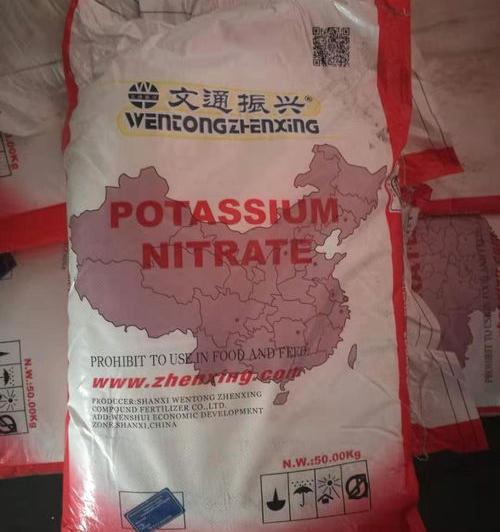 文通振兴®
WENTONGZHENXING
POTASSIUM
NITRATE
PROHIBIT TO USE IN FOOD AND FEED
www.zhenxing.com
PRODUCER:SHANXI WENTONG ZHENXING
COMPOUND FERTILIZER CO.,LTD.
ADD:WENSHUI ECONOMIC DEVELOPMENT
ZONE,SHANXI,CHINA
N.W.:50.00Kg
N.W.:50.00Kg